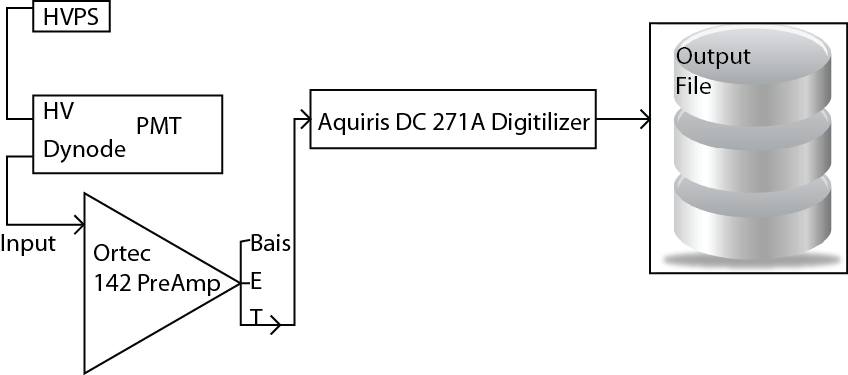 HVPS
HV
PMT
Dynode
Input
Ortec
142 PreAmp
Bais
E
T
Aquiris DC 271A Digitilizer
Output
File